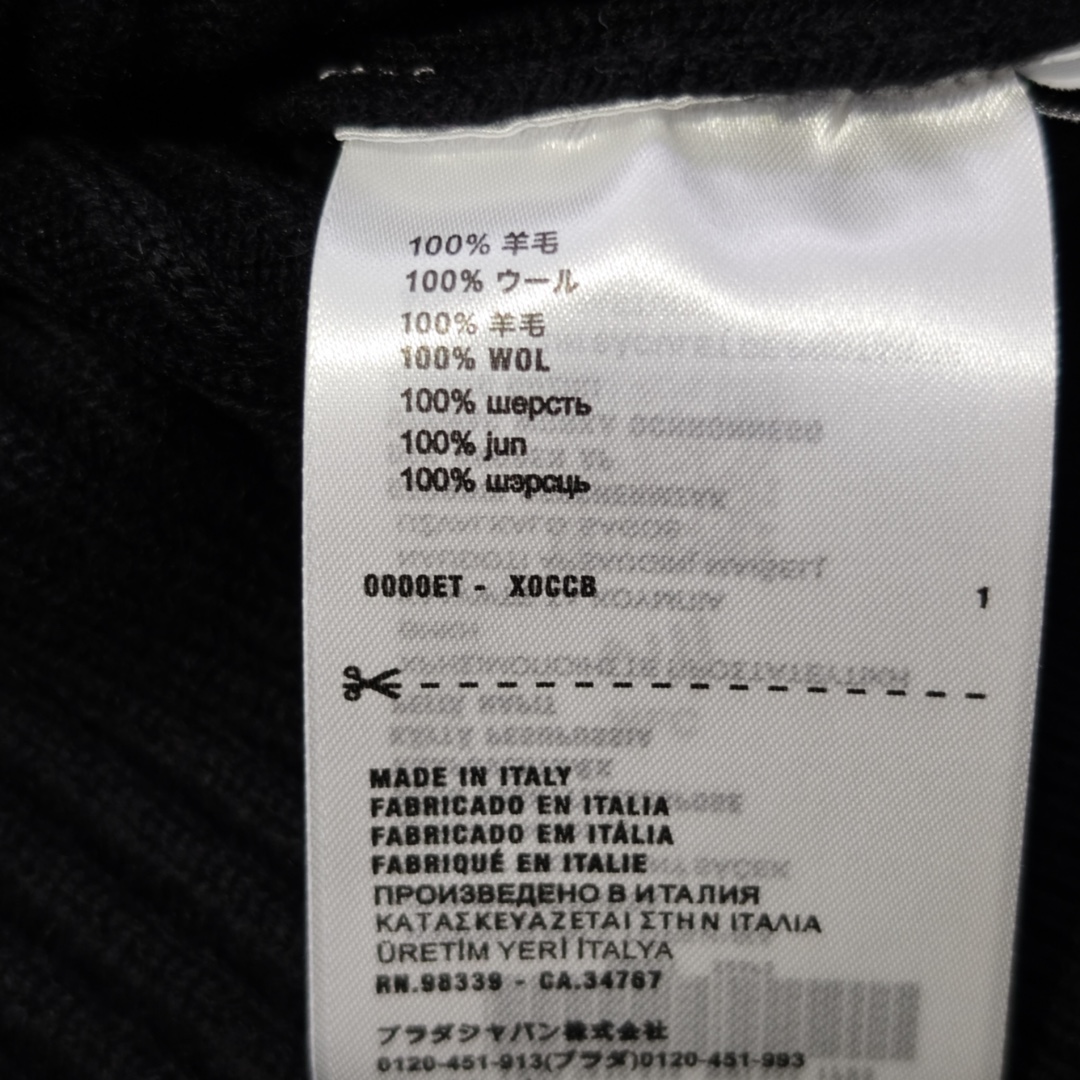 100% 羊毛
100% ウール
100% 羊毛
100% WOL
100% шерсть
100% jun
100% шэрсць
0000ET - X0CCB 1
MADE IN ITALY
FABRICADO EN ITALIA
FABRICADO EM ITÁLIA
FABRIQUÉ EN ITALIE
ПРОИЗВЕДЕНО В ИТАЛИЯ
ΚΑΤΑΣΚΕΥΑΖΕΤΑΙ ΣΤΗΝ ΙΤΑΛΙΑ
ÜRETİM YERİ İTALYA
RN.98339 - CA.34767
プラダジャパン株式会社
0120-451-913(プラダ)0120-451-993